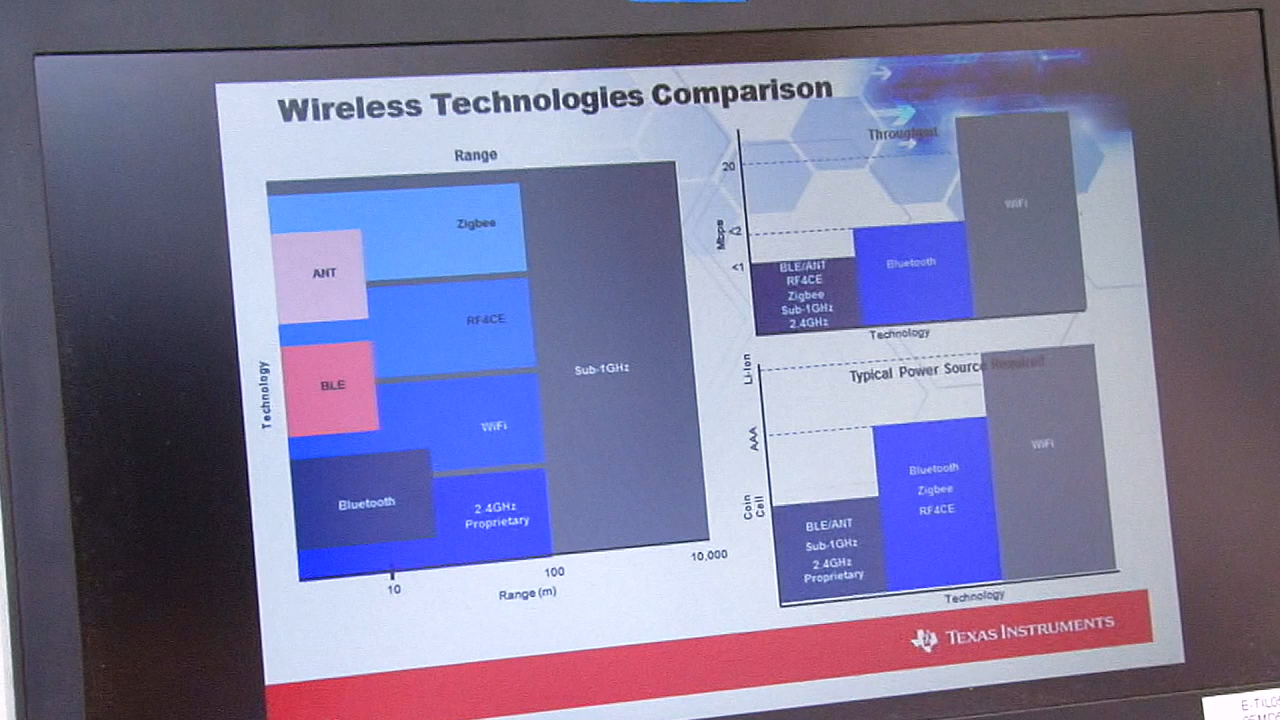 Wireless Technologies Comparison
Range
Technology
Zigbee
ANT
RF4CE
BLE
WiFi
Bluetooth
2.4GHz
Proprietary
Sub-1GHz
10
100
10,000
Range (m)
Throughput
Mbps
20
<2
<1
BLE/ANT
RF4CE
Zigbee
Sub-1GHz
2.4GHz
Bluetooth
WiFi
Technology
Typical Power Source Required
Li-Ion
AAA
Coin
Cell
BLE/ANT
Sub-1GHz
2.4GHz
Proprietary
Bluetooth
Zigbee
RF4CE
WiFi
Technology
TEXAS INSTRUMENTS